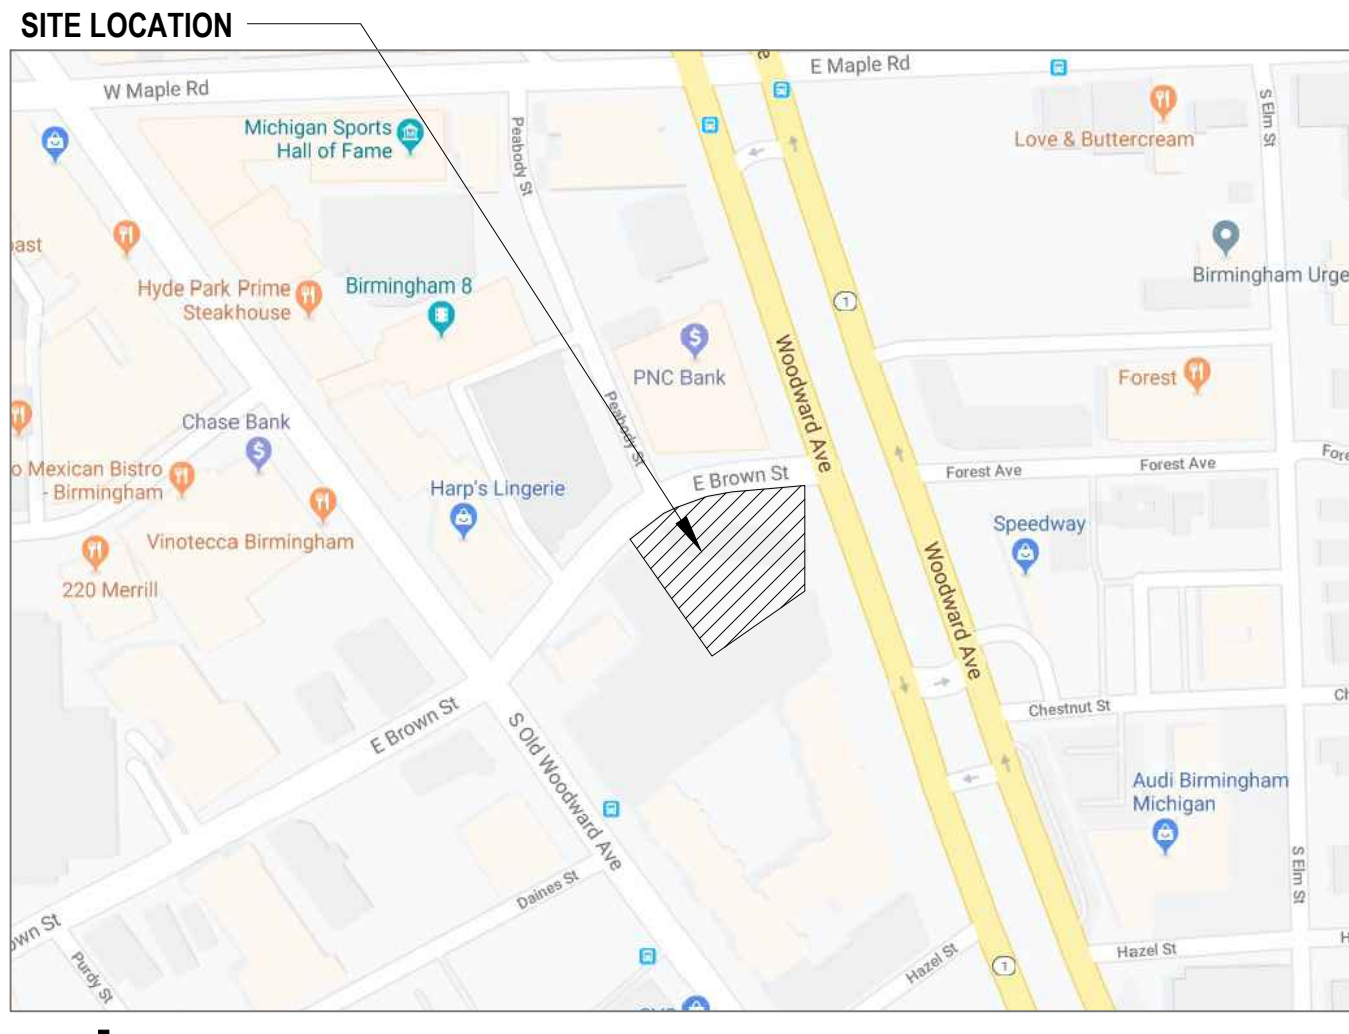 SITE LOCATION
W Maple Rd
E Maple Rd
Michigan Sports
Hall of Fame
Peabody St
Love & Buttercream
S Elm St
Hyde Park Prime
Steakhouse
Birmingham 8
1
Birmingham Urge
PNC Bank
Woodward Ave
Forest
Chase Bank
Peabody St
o Mexican Bistro
- Birmingham
Harp's Lingerie
E Brown St
Forest Ave
Forest Ave
Fore
Vinotecca Birmingham
Speedway
220 Merrill
Woodward Ave
E Brown St
S Old Woodward Ave
Chestnut St
Ch
Audi Birmingham
Michigan
S Elm St
Daines St
own St
Purdy St
Hazel St
1
Hazel St
H